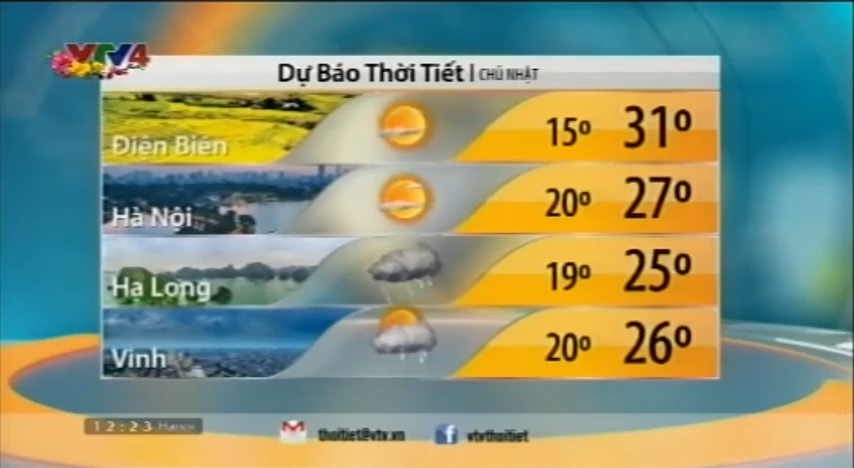 VTV4
Dự Báo Thời Tiết | CHỦ NHẬT
Điện Biên 15º 31º
Hà Nội 20º 27º
Hạ Long 19º 25º
Vinh 20º 26º
12:23 Hanoi
thoitiet@vtv.vn vtvthoitiet